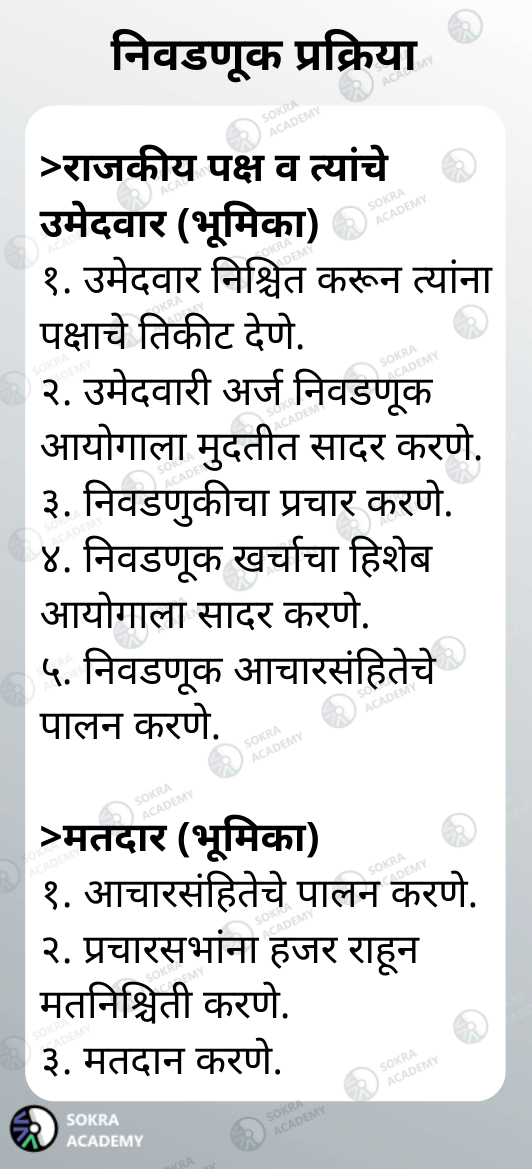 निवडणूक प्रक्रिया
>राजकीय पक्ष व त्यांचे
उमेदवार (भूमिका)
१. उमेदवार निश्चित करून त्यांना
पक्षाचे तिकीट देणे.
२. उमेदवारी अर्ज निवडणूक
आयोगाला मुदतीत सादर करणे.
३. निवडणुकीचा प्रचार करणे.
४. निवडणूक खर्चाचा हिशेब
आयोगाला सादर करणे.
५. निवडणूक आचारसंहितेचे
पालन करणे.
>मतदार (भूमिका)
१. आचारसंहितेचे पालन करणे.
२. प्रचारसभांना हजर राहून
मतनिश्चिती करणे.
३. मतदान करणे.
SOKRA
ACADEMY